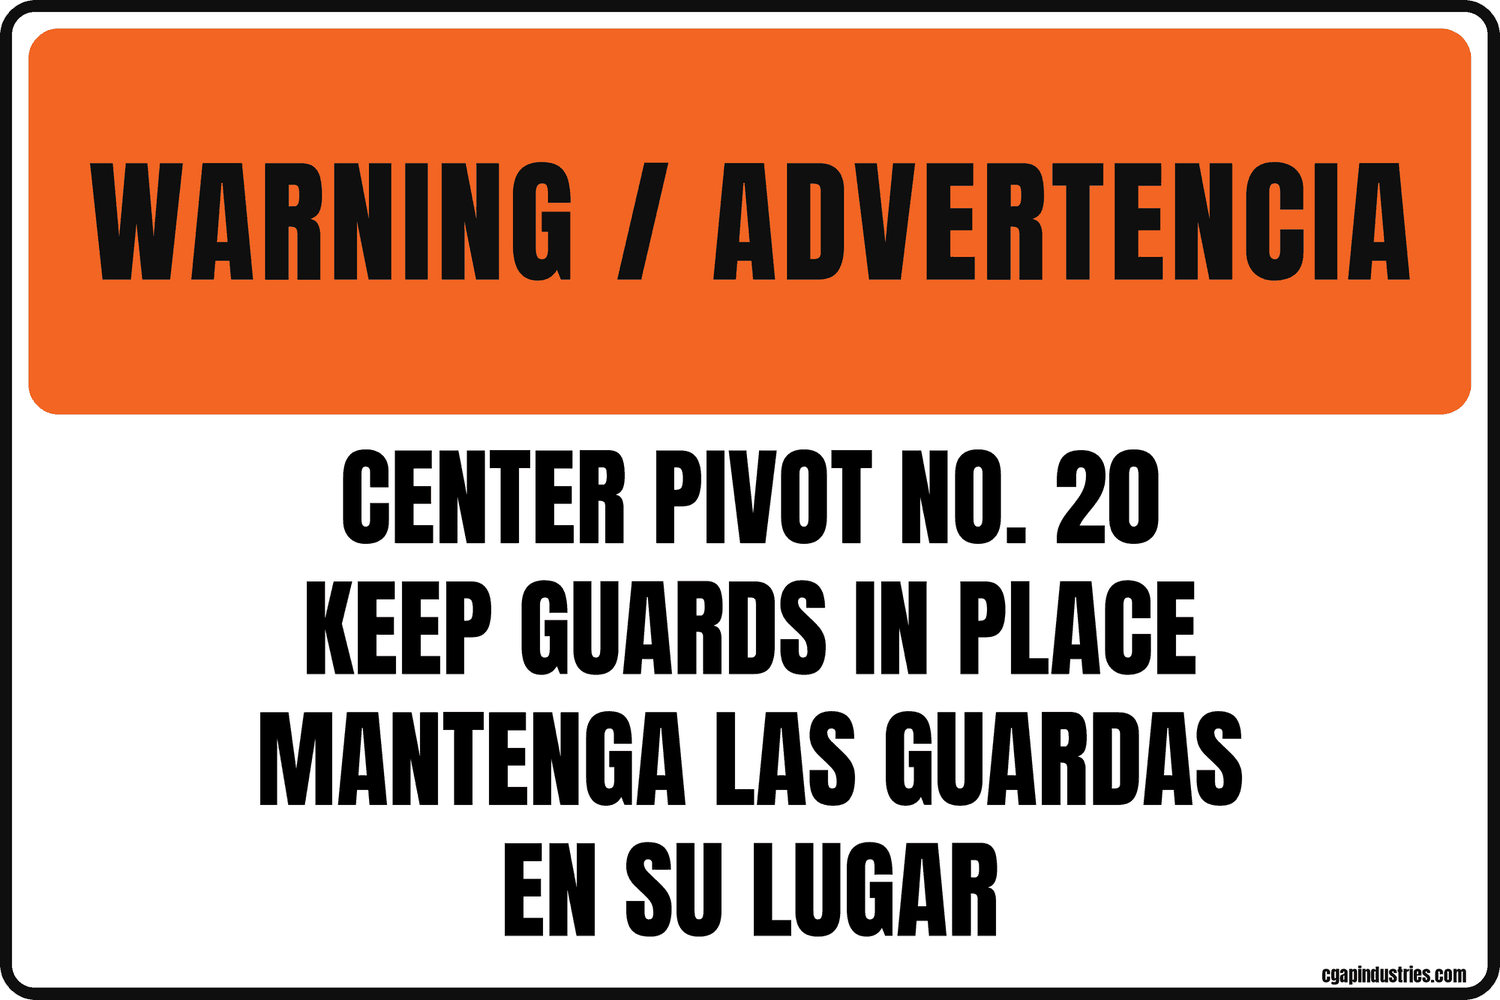 WARNING / ADVERTENCIA
CENTER PIVOT NO. 20
KEEP GUARDS IN PLACE
MANTENGA LAS GUARDAS
EN SU LUGAR
cgapindustries.com